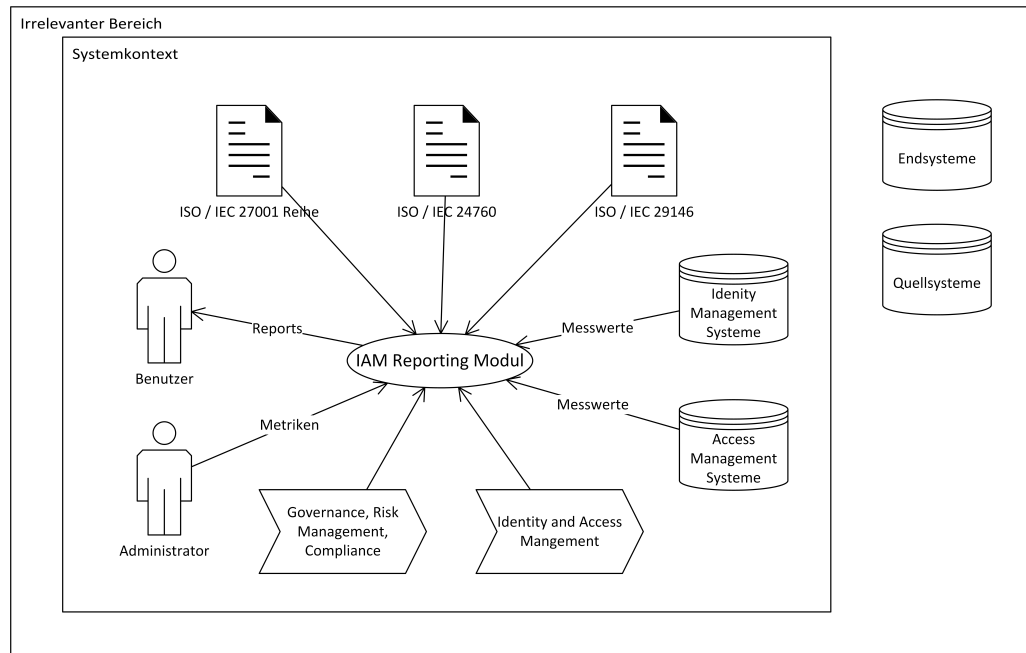 Irrelevanter Bereich
Systemkontext
ISO / IEC 27001 Reihe
ISO / IEC 24760
ISO / IEC 29146
Endsysteme
Quellsysteme
Idenity
Management
Systeme
Messwerte
Reports
Benutzer
IAM Reporting Modul
Messwerte
Access
Management
Systeme
Metriken
Administrator
Governance, Risk
Management,
Compliance
Identity and Access
Mangement